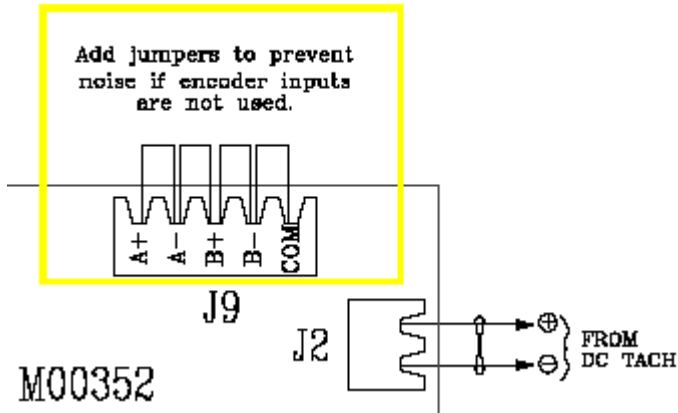 Add jumpers to prevent
noise if encoder inputs
are not used.
A+
A-
B+
B-
COM
J9
J2
+
-
FROM
DC TACH
M00352